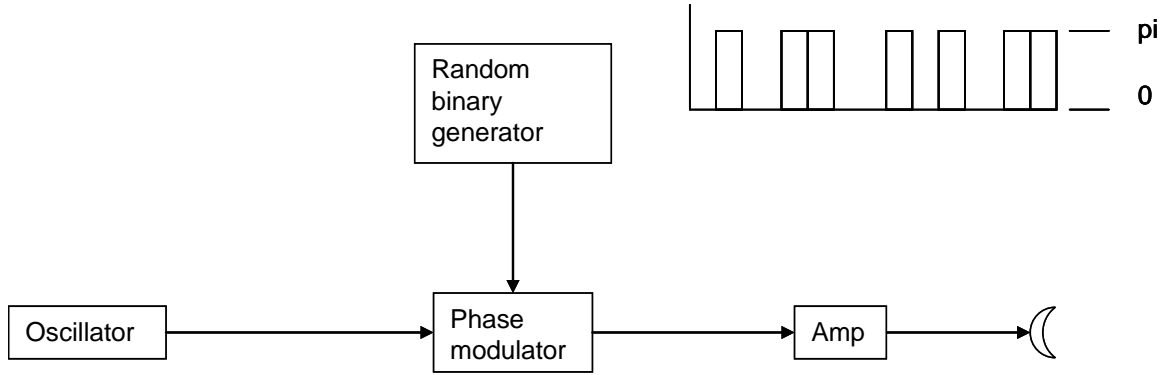 pi
Random
binary
generator
0
Oscillator
Phase
modulator
Amp